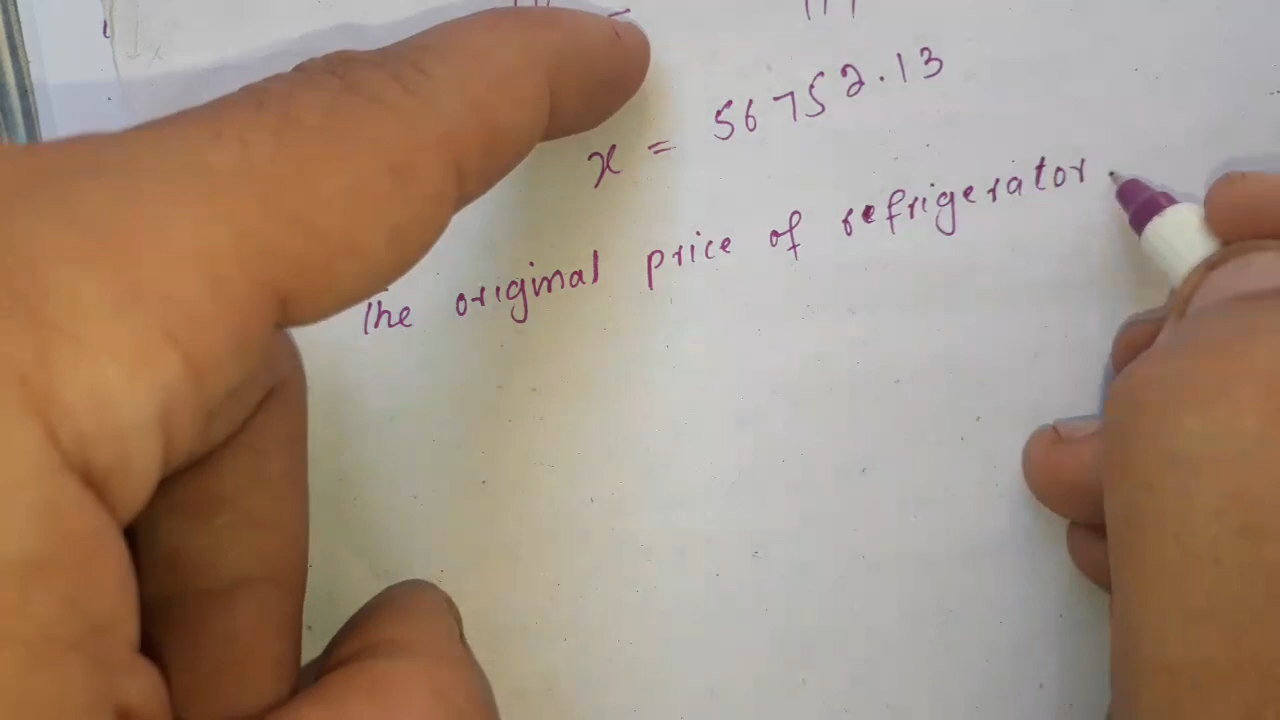 x = 56752.13
The original price of refrigerator